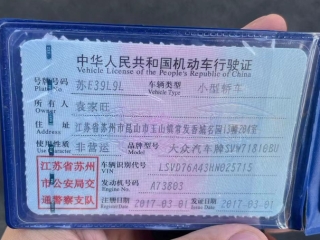 中华人民共和国机动车行驶证
Vehicle License of the People's Republic of China
号牌号码 苏E39L9L 车辆类型 小型轿车
Plate No. Vehicle Type
所有人 袁家旺
Owner
住址 江苏省苏州市昆山市玉山镇常发香城名园13幢204室
Address
使用性质 非营运 品牌型号 大众汽车牌SVW71810BU
Model
江苏省苏州市公安局交通警察支队
车辆识别代号
VIN
发动机号码 A73803
Engine No.
注册日期 2017-03-01 发证日期 2017-03-01
Register Date Issue Date